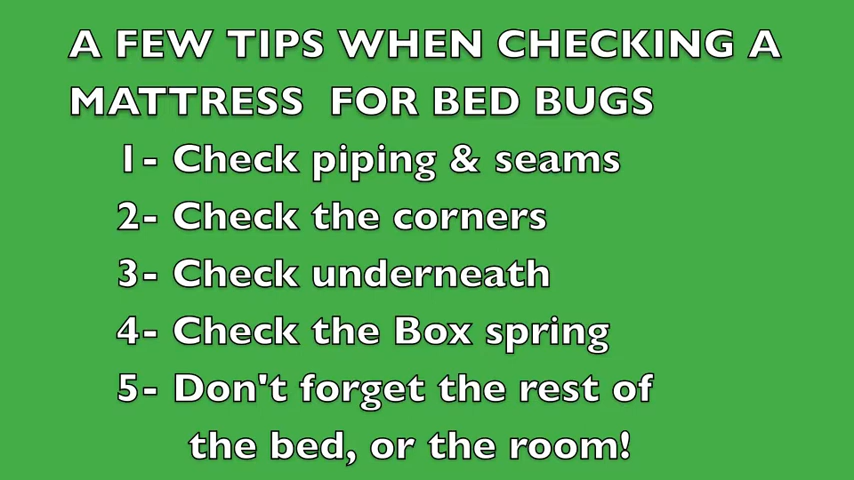 A FEW TIPS WHEN CHECKING A
MATTRESS FOR BED BUGS
1- Check piping & seams
2- Check the corners
3- Check underneath
4- Check the Box spring
5- Don't forget the rest of
the bed, or the room!